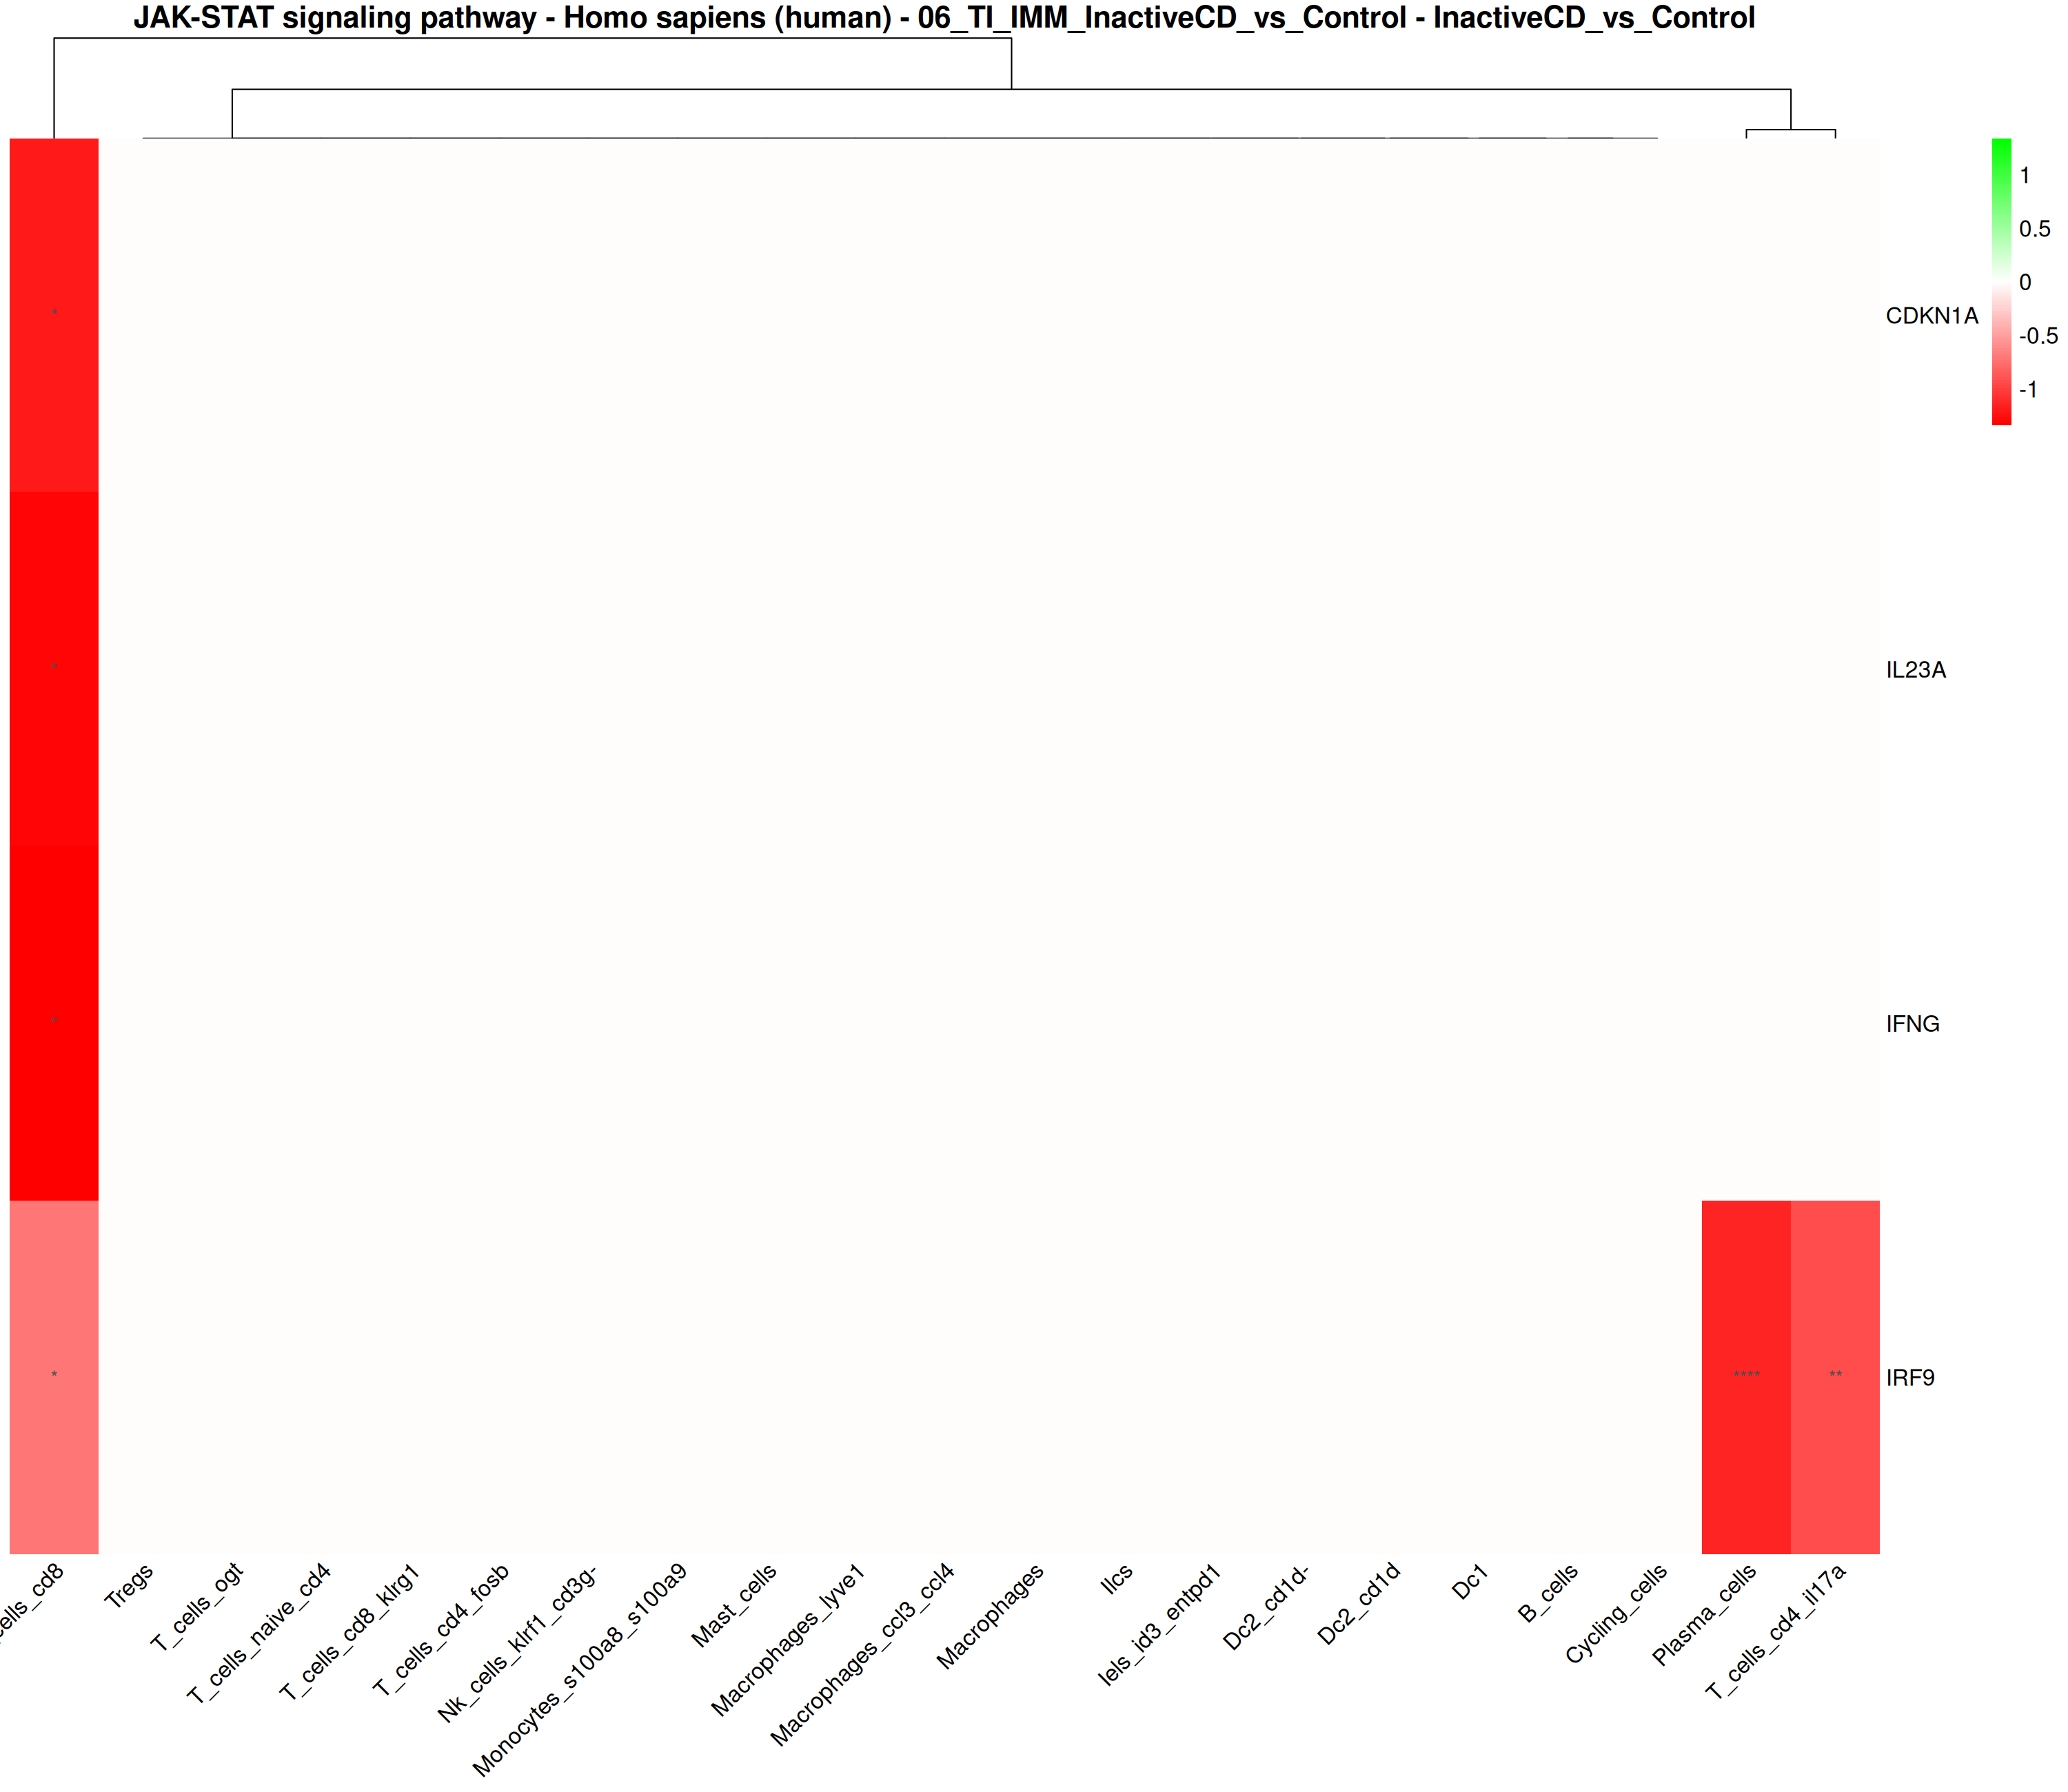 JAK-STAT signaling pathway - Homo sapiens (human) - 06_TI_IMM_InactiveCD_vs_Control - InactiveCD_vs_Control
1
0.5
0
-0.5
-1
*
CDKN1A
*
IL23A
*
IFNG
*
****
**
IRF9
cells_cd8
Tregs
T_cells_ogt
T_cells_naive_cd4
T_cells_cd8_klrg1
T_cells_cd4_fosb
Nk_cells_klrf1_cd3g-
Monocytes_s100a8_s100a9
Mast_cells
Macrophages_lyve1
Macrophages_ccl3_ccl4
Macrophages
Ilcs
Iels_id3_entpd1
Dc2_cd1d-
Dc2_cd1d
Dc1
B_cells
Cycling_cells
Plasma_cells
T_cells_cd4_il17a